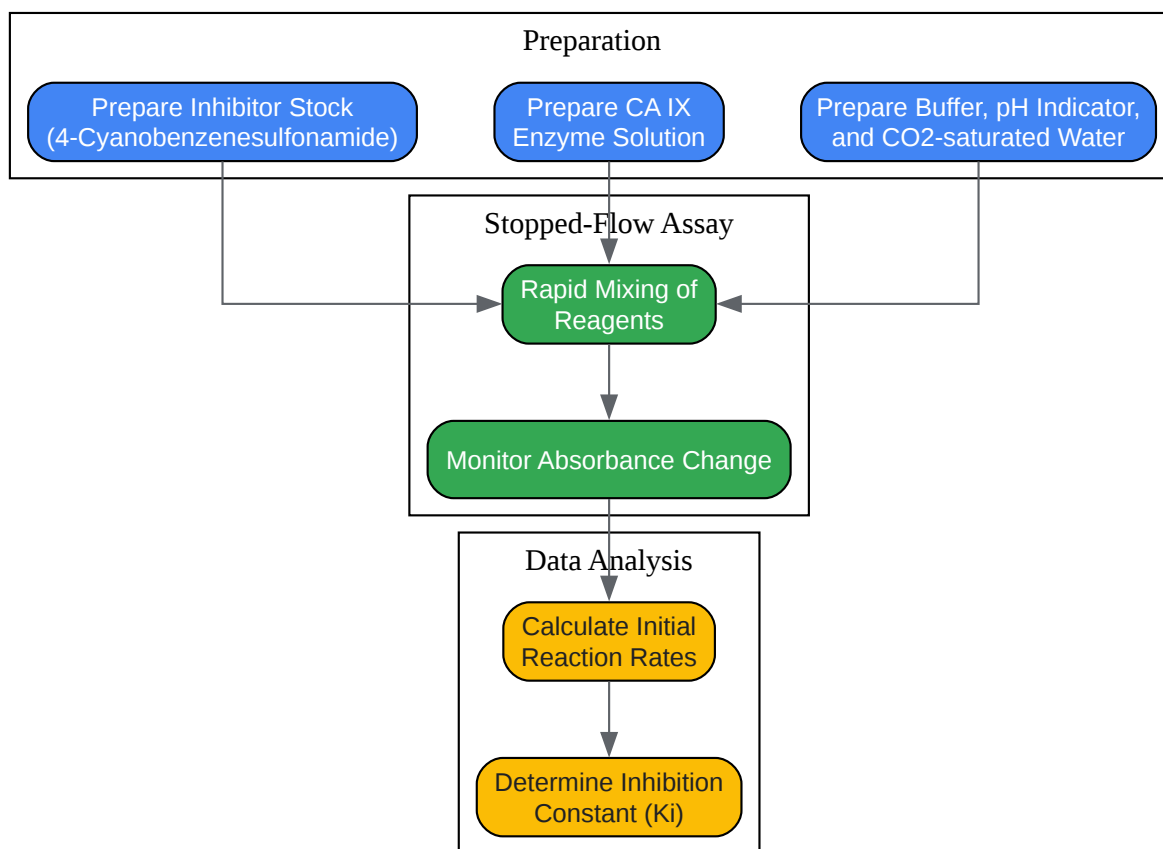 Preparation
Prepare Inhibitor Stock
(4-Cyanobenzenesulfonamide)
Prepare CA IX
Enzyme Solution
Prepare Buffer, pH Indicator,
and CO2-saturated Water
Stopped-Flow Assay
Rapid Mixing of
Reagents
Monitor Absorbance Change
Data Analysis
Calculate Initial
Reaction Rates
Determine Inhibition
Constant (Ki)